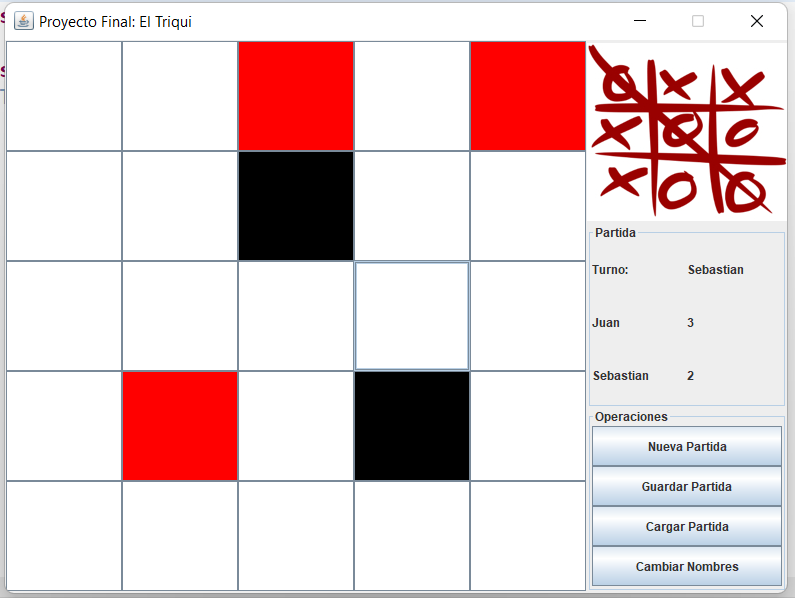 Proyecto Final: El Triqui
Partida
Turno: Sebastian
Juan 3
Sebastian 2
Operaciones
Nueva Partida
Guardar Partida
Cargar Partida
Cambiar Nombres